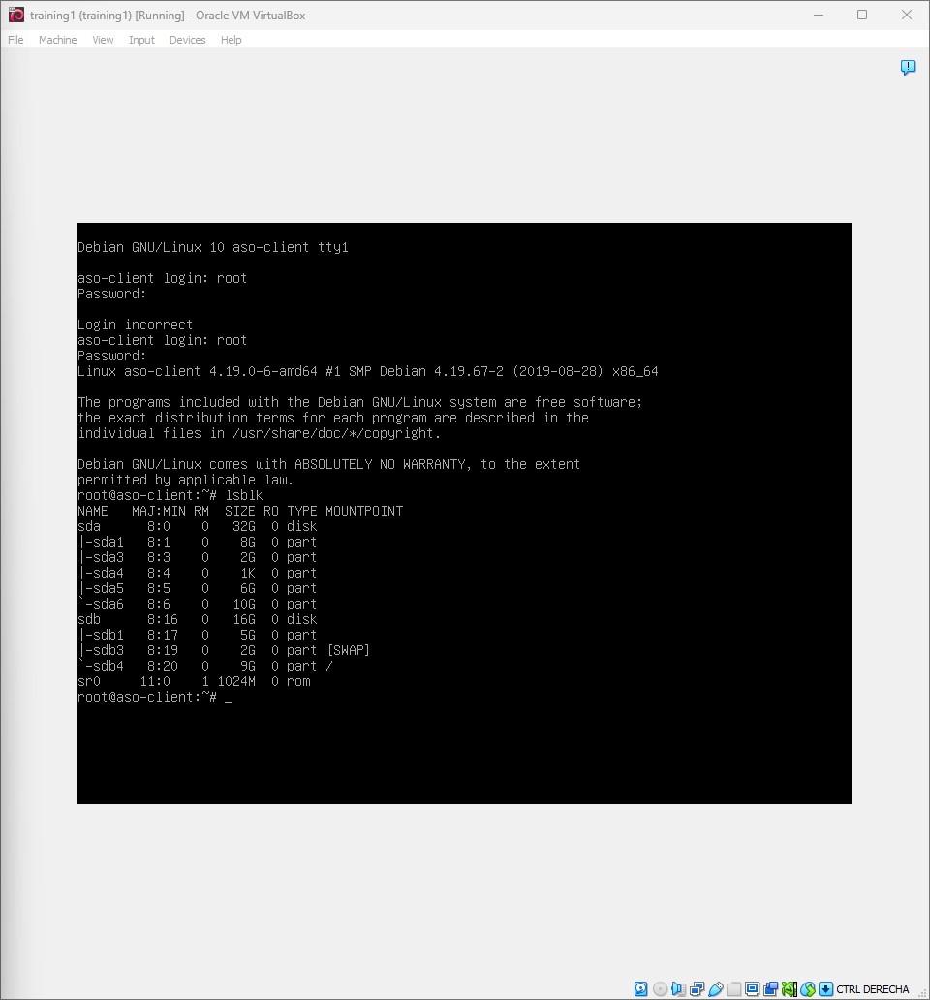 training1 (training1) [Running] - Oracle VM VirtualBox
File Machine View Input Devices Help
Debian GNU/Linux 10 aso-client tty1
aso-client login: root
Password:
Login incorrect
aso-client login: root
Password:
Linux aso-client 4.19.0-6-amd64 #1 SMP Debian 4.19.67-2 (2019-08-28) x86_64
The programs included with the Debian GNU/Linux system are free software;
the exact distribution terms for each program are described in the
individual files in /usr/share/doc/*/copyright.
Debian GNU/Linux comes with ABSOLUTELY NO WARRANTY, to the extent
permitted by applicable law.
root@aso-client:~# lsblk
NAME   MAJ:MIN RM   SIZE RO TYPE MOUNTPOINT
sda      8:0    0    32G  0 disk
|-sda1   8:1    0     8G  0 part
|-sda3   8:3    0     2G  0 part
|-sda4   8:4    0     1K  0 part
|-sda5   8:5    0     6G  0 part
`-sda6   8:6    0    10G  0 part
sdb      8:16   0    16G  0 disk
|-sdb1   8:17   0     5G  0 part
|-sdb3   8:19   0     2G  0 part [SWAP]
`-sdb4   8:20   0     9G  0 part /
sr0     11:0    1  1024M  0 rom
root@aso-client:~# _
CTRL DERECHA